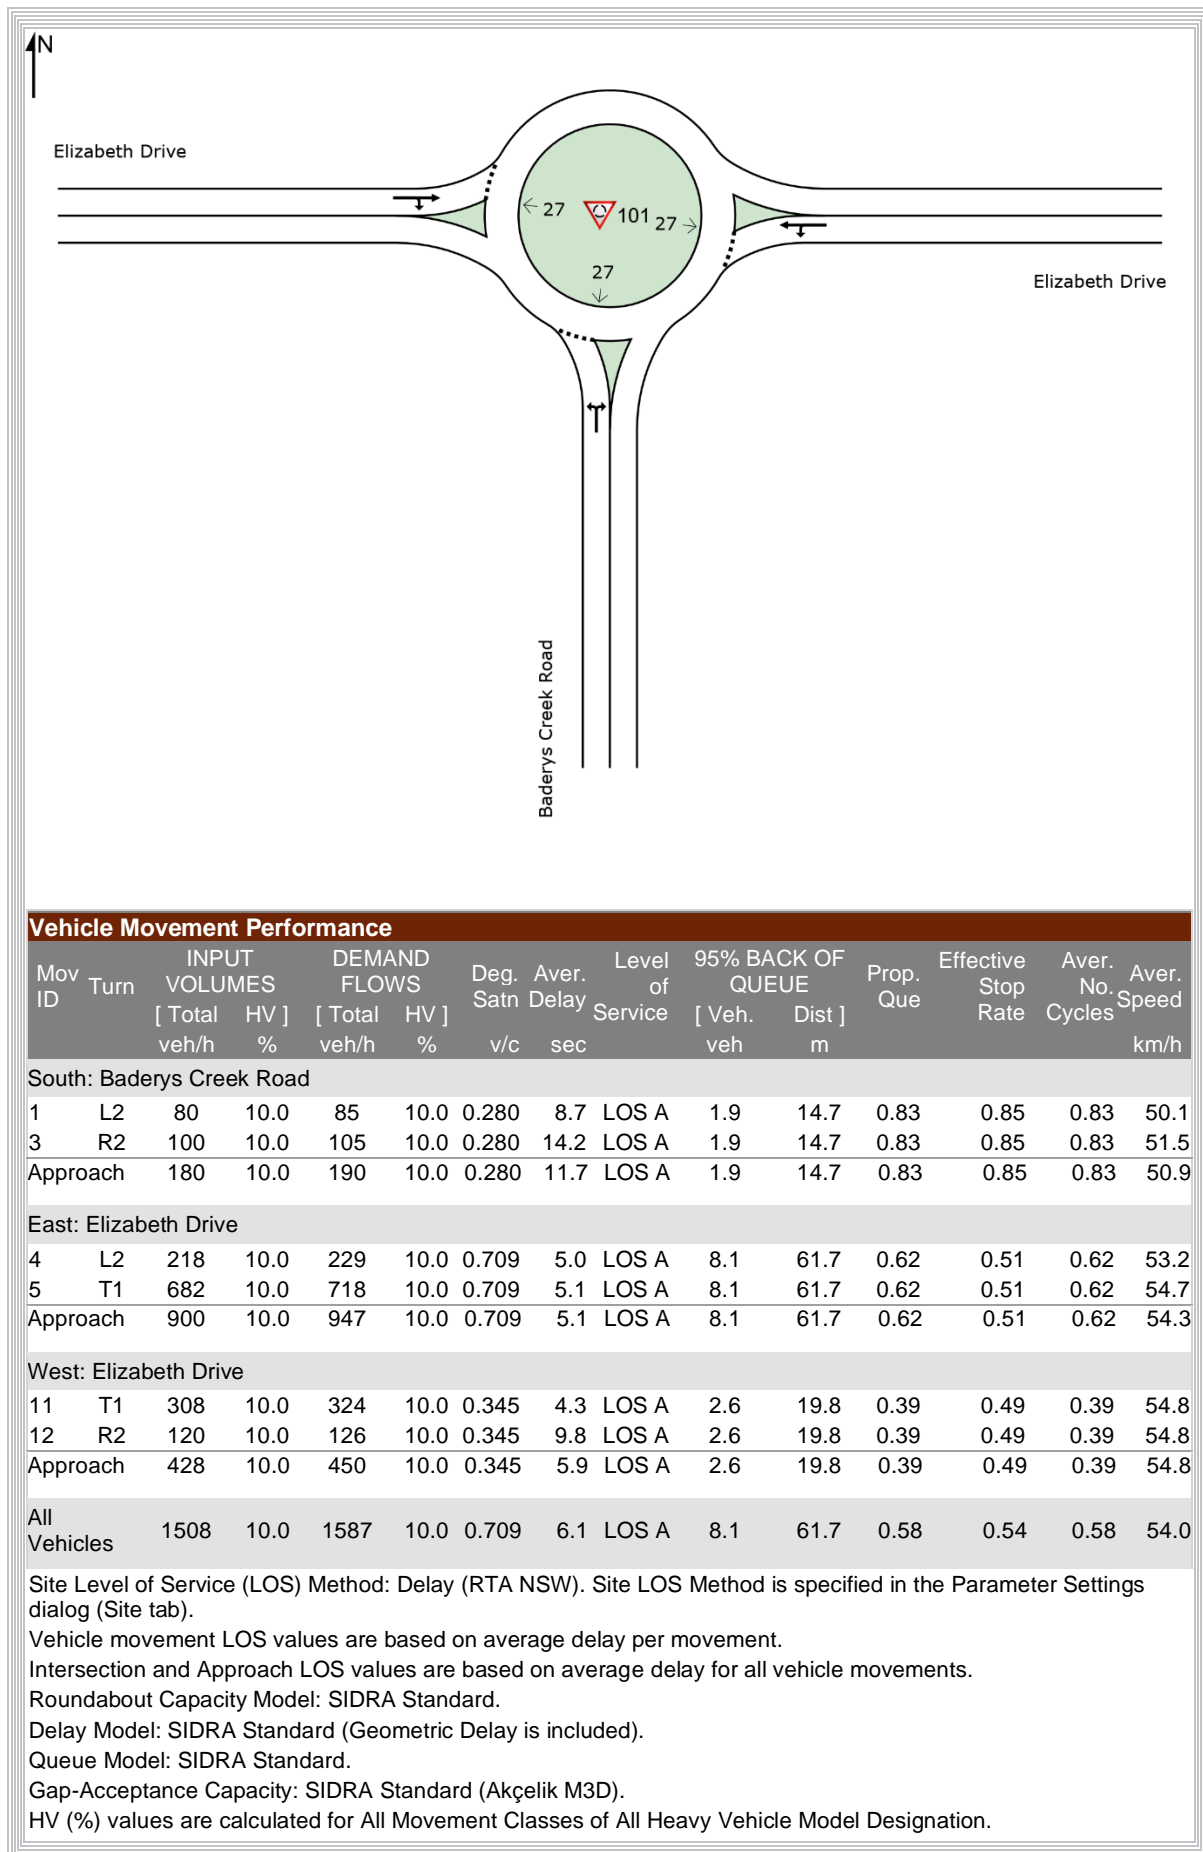 N
Elizabeth Drive
27
101
27
27
Elizabeth Drive
Baderys Creek Road
Vehicle Movement Performance
Mov ID Turn INPUT VOLUMES DEMAND FLOWS Deg. Satn Aver. Delay Level of Service 95% BACK OF QUEUE Prop. Que Effective Stop Rate Aver. No. Cycles Aver. Speed
[ Total HV ] [ Total HV ] [ Veh. Dist ]
veh/h % veh/h % v/c sec veh m km/h
South: Baderys Creek Road
1 L2 80 10.0 85 10.0 0.280 8.7 LOS A 1.9 14.7 0.83 0.85 0.83 50.1
3 R2 100 10.0 105 10.0 0.280 14.2 LOS A 1.9 14.7 0.83 0.85 0.83 51.5
Approach 180 10.0 190 10.0 0.280 11.7 LOS A 1.9 14.7 0.83 0.85 0.83 50.9
East: Elizabeth Drive
4 L2 218 10.0 229 10.0 0.709 5.0 LOS A 8.1 61.7 0.62 0.51 0.62 53.2
5 T1 682 10.0 718 10.0 0.709 5.1 LOS A 8.1 61.7 0.62 0.51 0.62 54.7
Approach 900 10.0 947 10.0 0.709 5.1 LOS A 8.1 61.7 0.62 0.51 0.62 54.3
West: Elizabeth Drive
11 T1 308 10.0 324 10.0 0.345 4.3 LOS A 2.6 19.8 0.39 0.49 0.39 54.8
12 R2 120 10.0 126 10.0 0.345 9.8 LOS A 2.6 19.8 0.39 0.49 0.39 54.8
Approach 428 10.0 450 10.0 0.345 5.9 LOS A 2.6 19.8 0.39 0.49 0.39 54.8
All Vehicles 1508 10.0 1587 10.0 0.709 6.1 LOS A 8.1 61.7 0.58 0.54 0.58 54.0
Site Level of Service (LOS) Method: Delay (RTA NSW). Site LOS Method is specified in the Parameter Settings
dialog (Site tab).
Vehicle movement LOS values are based on average delay per movement.
Intersection and Approach LOS values are based on average delay for all vehicle movements.
Roundabout Capacity Model: SIDRA Standard.
Delay Model: SIDRA Standard (Geometric Delay is included).
Queue Model: SIDRA Standard.
Gap-Acceptance Capacity: SIDRA Standard (Akçelik M3D).
HV (%) values are calculated for All Movement Classes of All Heavy Vehicle Model Designation.